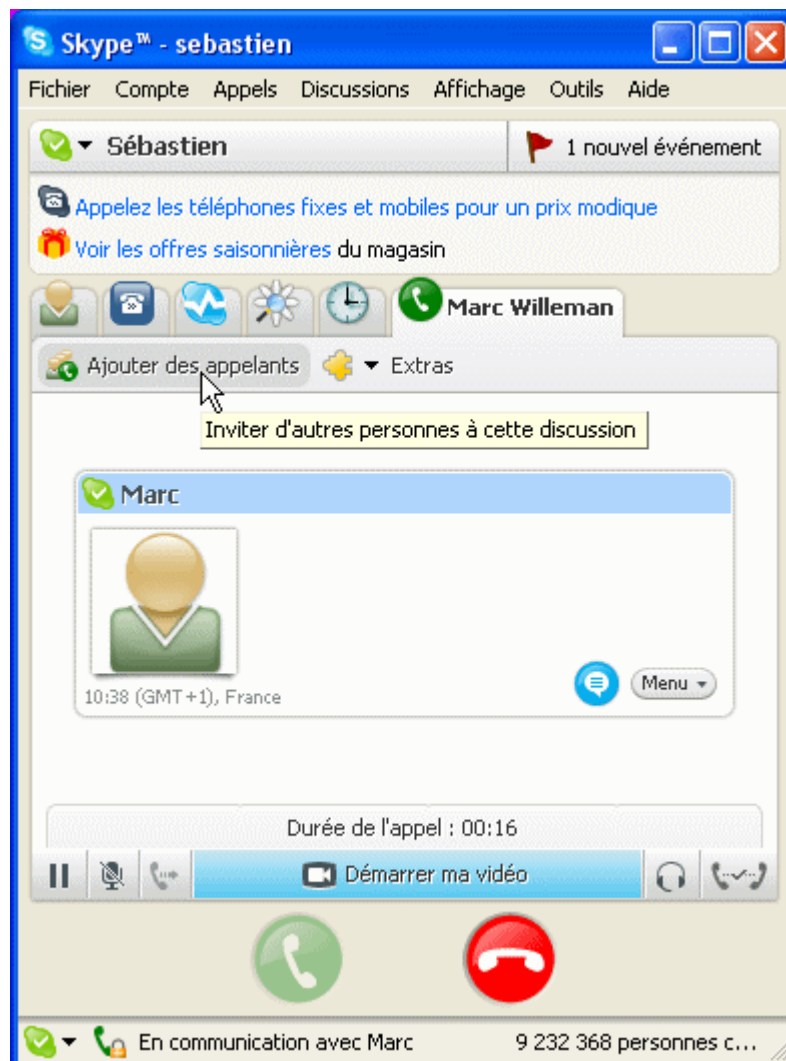 Skype™ - sebastien
Fichier Compte Appels Discussions Affichage Outils Aide
Sébastien 1 nouvel événement
Appelez les téléphones fixes et mobiles pour un prix modique
Voir les offres saisonnières du magasin
Marc Willeman
Ajouter des appelants Extras
Inviter d'autres personnes à cette discussion
Marc
10:38 (GMT+1), France Menu
Durée de l'appel : 00:16
Démarrer ma vidéo
En communication avec Marc 9 232 368 personnes c...